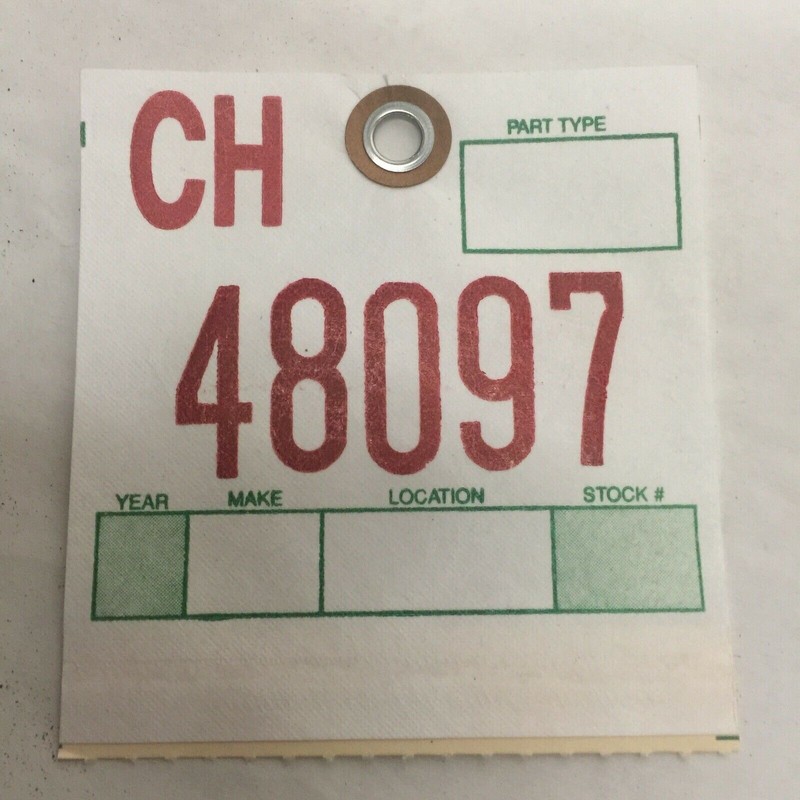 CH
PART TYPE
48097
YEAR MAKE LOCATION STOCK #